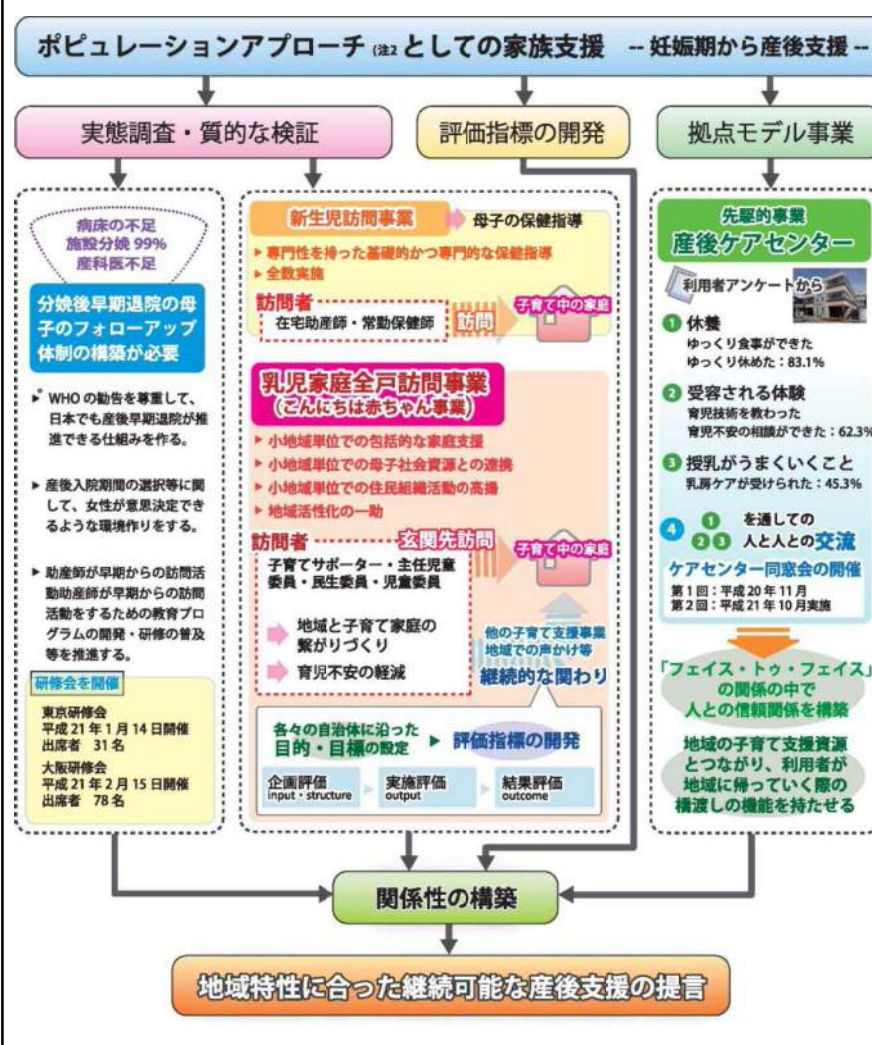 ポピュレーションアプローチ (注2 としての家族支援 -- 妊娠期から産後支援 --
実態調査・質的な検証
評価指標の開発
拠点モデル事業
病床の不足
施設分娩 99%
産科医不足
分娩後早期退院の母
子のフォローアップ
体制の構築が必要
WHO の勧告を尊重して、
日本でも産後早期退院が推
進できる仕組みを作る。
産後入院期間の選択等に関
して、女性が意思決定でき
るような環境作りをする。
助産師が早期からの訪問活
動助産師が早期からの訪問
活動をするための教育プロ
グラムの開発・研修の普及
等を推進する。
研修会を開催
東京研修会
平成 21 年 1 月 14 日開催
出席者 31 名
大阪研修会
平成 21 年 2 月 15 日開催
出席者 78 名
新生児訪問事業
母子の保健指導
専門性を持った基礎的かつ専門的な保健指導
全数実施
訪問者
在宅助産師・常勤保健師
訪問
子育て中の家庭
乳児家庭全戸訪問事業
(こんにちは赤ちゃん事業)
小地域単位での包括的な家庭支援
小地域単位での母子社会資源との連携
小地域単位での住民組織活動の高揚
地域活性化の一助
訪問者
玄関先訪問
子育て中の家庭
子育てサポーター・主任児童
委員・民生委員・児童委員
地域と子育て家庭の
繋がりづくり
育児不安の軽減
他の子育て支援事業
地域での声かけ等
継続的な関わり
各々の自治体に沿った
目的・目標の設定
評価指標の開発
企画評価
input・structure
実施評価
output
結果評価
outcome
先駆的事業
産後ケアセンター
利用者アンケートから
1 休養
ゆっくり食事ができた
ゆっくり休めた：83.1%
2 受容される体験
育児技術を教わった
育児不安の相談ができた：62.3%
3 授乳がうまくいくこと
乳房ケアが受けられた：45.3%
4 1 2 3 を通しての
人と人との交流
ケアセンター同窓会の開催
第 1 回：平成 20 年 11 月
第 2 回：平成 21 年 10 月実施
「フェイス・トゥ・フェイス」
の関係の中で
人との信頼関係を構築
地域の子育て支援資源
とつながり、利用者が
地域に帰っていく際の
橋渡しの機能を持たせる
関係性の構築
地域特性に合った継続可能な産後支援の提言